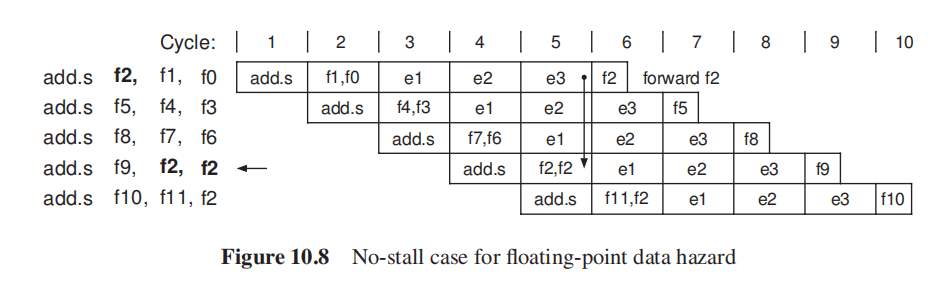 Cycle: | 1 | 2 | 3 | 4 | 5 | 6 | 7 | 8 | 9 | 10
add.s f2, f1, f0 add.s f1,f0 e1 e2 e3 f2 forward f2
add.s f5, f4, f3 add.s f4,f3 e1 e2 e3 f5
add.s f8, f7, f6 add.s f7,f6 e1 e2 e3 f8
add.s f9, f2, f2 add.s f2,f2 e1 e2 e3 f9
add.s f10, f11, f2 add.s f11,f2 e1 e2 e3 f10
Figure 10.8 No-stall case for floating-point data hazard